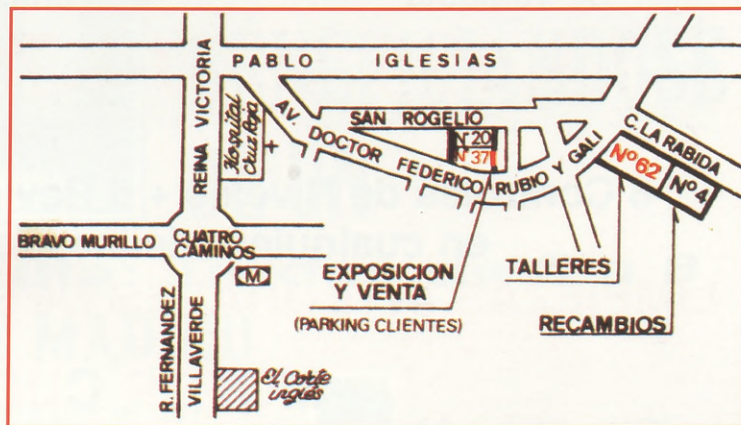 PABLO IGLESIAS
REINA VICTORIA
Hospital
Cruz Roja
SAN ROGELIO
AV. DOCTOR FEDERICO RUBIO Y GALI
Nº 20
Nº 37
C. LA RABIDA
Nº 62
Nº 4
BRAVO MURILLO
CUATRO
CAMINOS
M
EXPOSICION
Y VENTA
(PARKING CLIENTES)
TALLERES
RECAMBIOS
R. FERNANDEZ
VILLAVERDE
El Corte
inglés